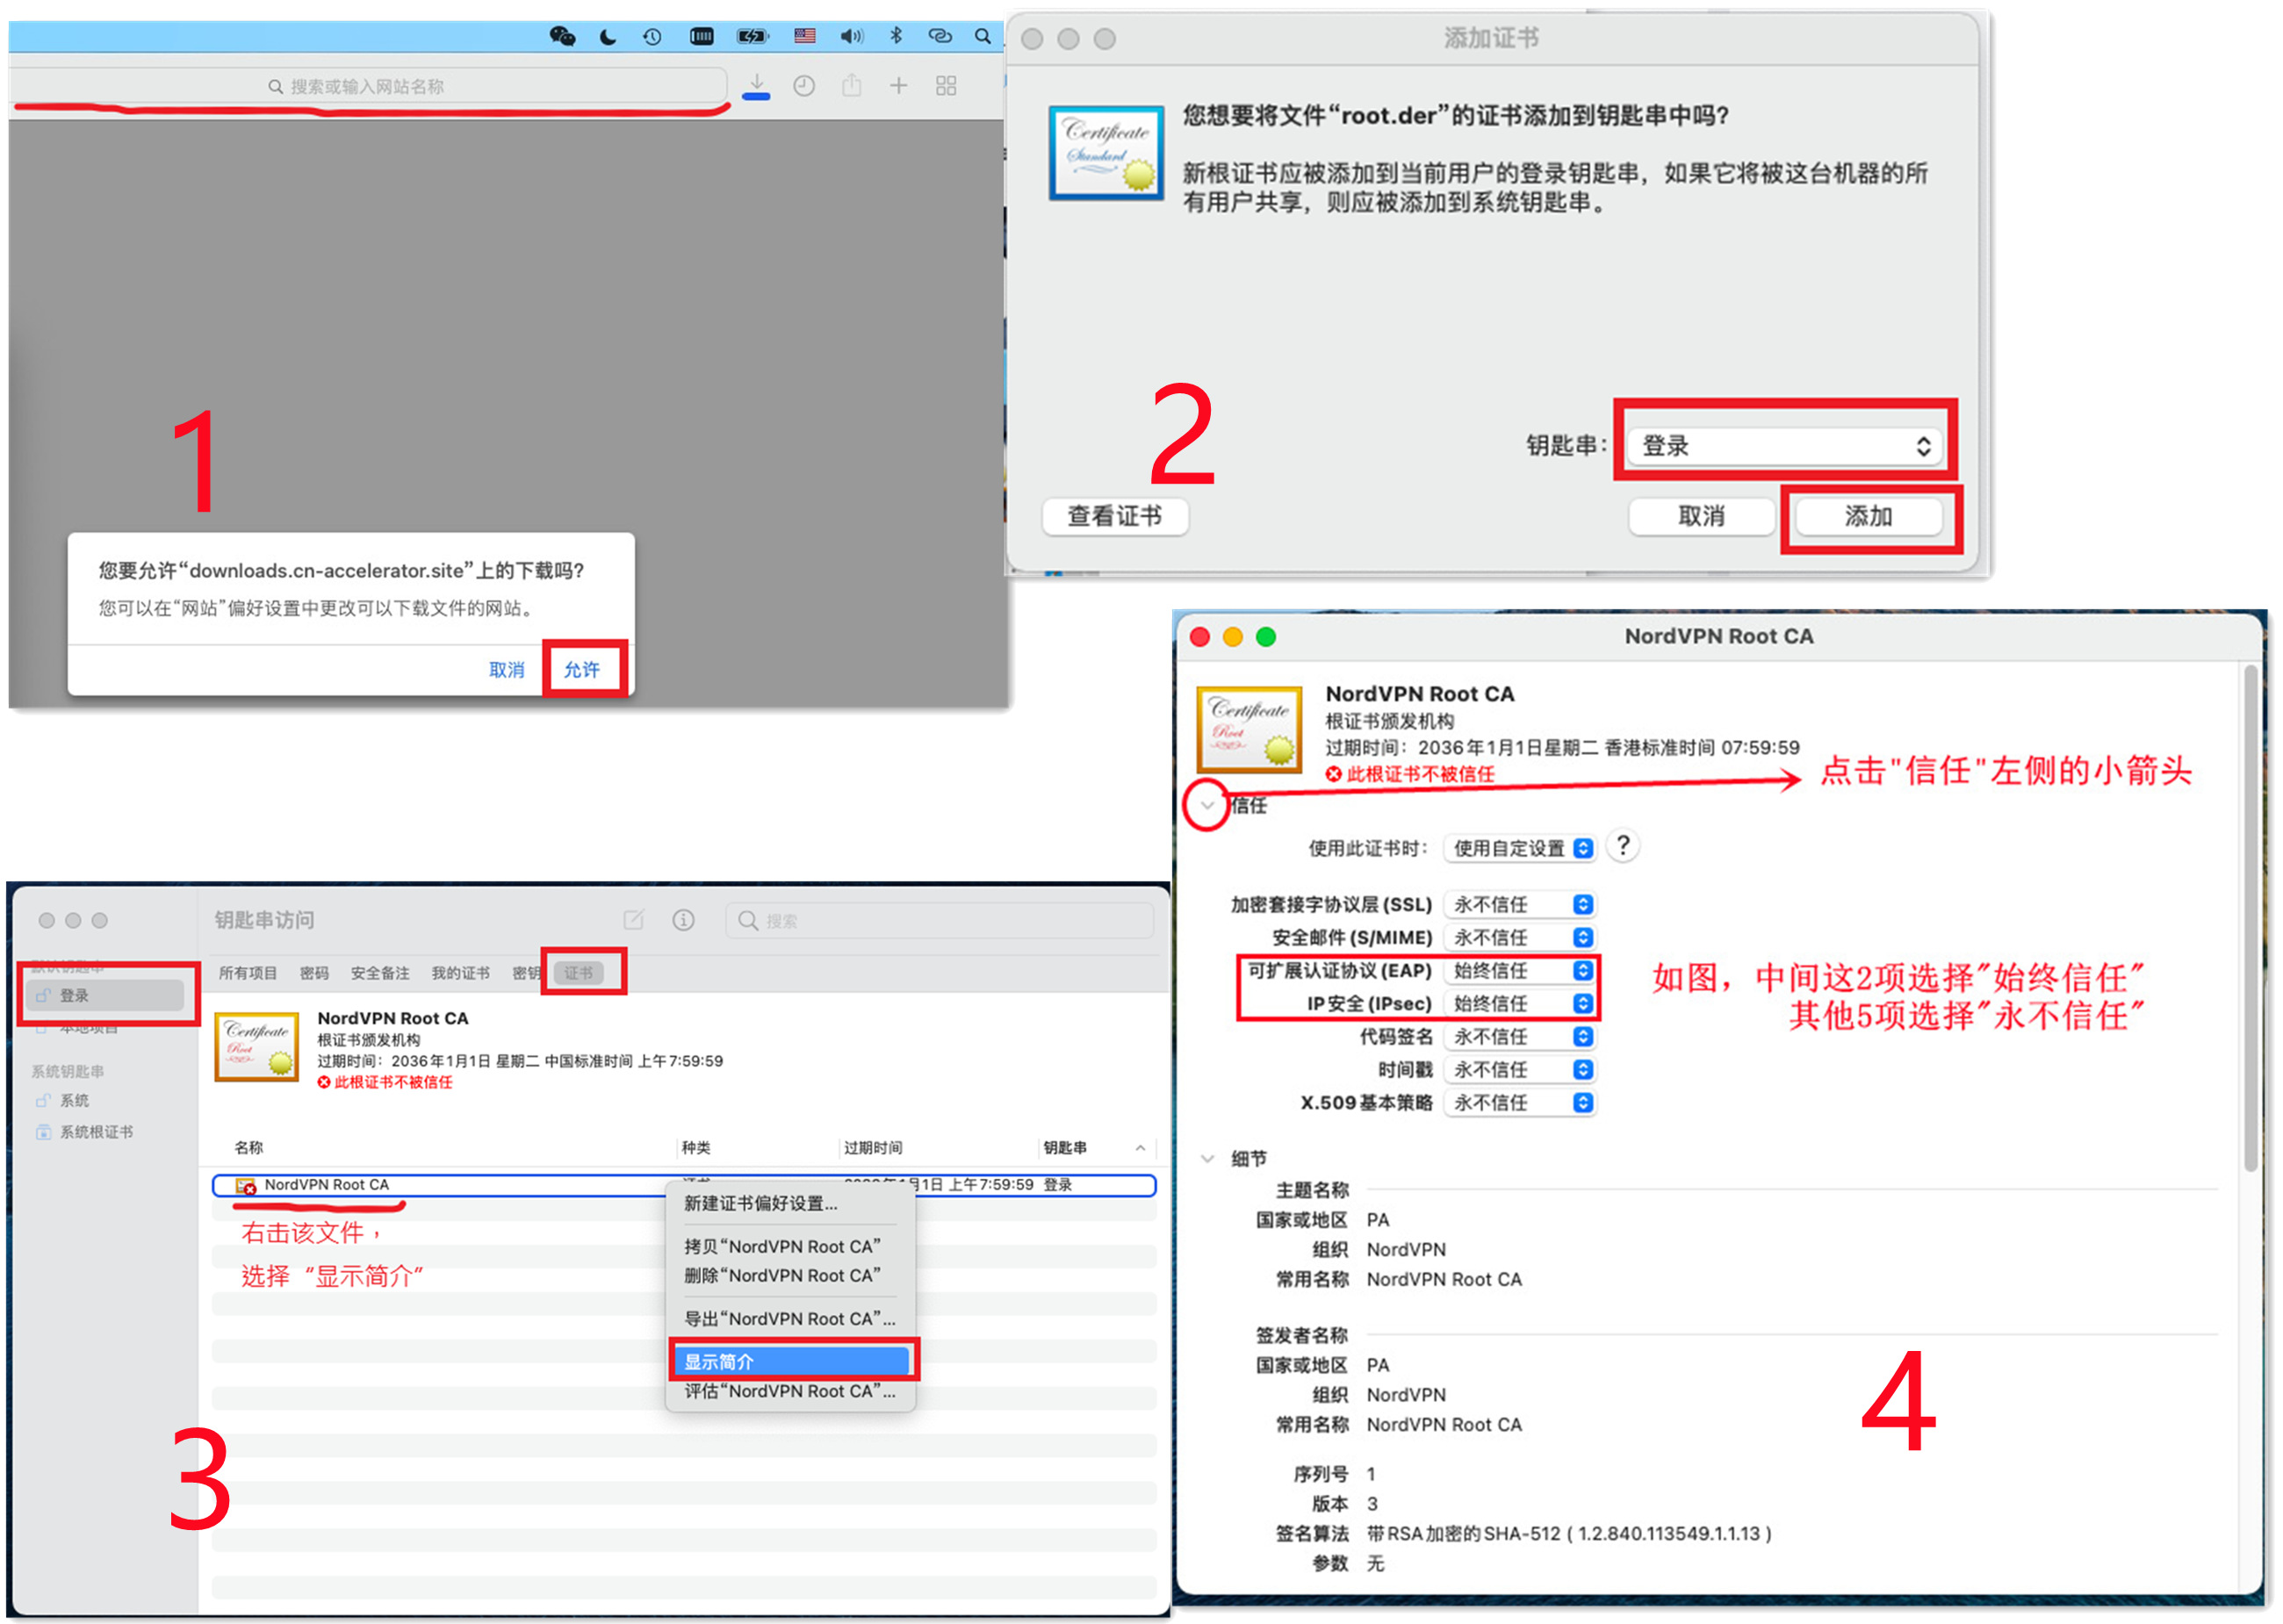 搜索或输入网站名称
1
您要允许“downloads.cn-accelerator.site”上的下载吗?
您可以在“网站”偏好设置中更改可以下载文件的网站。
取消
允许
添加证书
您想要将文件“root.der”的证书添加到钥匙串中吗?
新根证书应被添加到当前用户的登录钥匙串，如果它将被这台机器的所
有用户共享，则应被添加到系统钥匙串。
2
钥匙串：
登录
查看证书
取消
添加
钥匙串访问
搜索
默认钥匙串
登录
本地项目
系统钥匙串
系统
系统根证书
所有项目
密码
安全备注
我的证书
密钥
证书
NordVPN Root CA
根证书颁发机构
过期时间：2036年1月1日 星期二 中国标准时间 上午7:59:59
此根证书不被信任
名称
种类
过期时间
钥匙串
NordVPN Root CA
证书
2036年1月1日 上午7:59:59
登录
右击该文件，
选择“显示简介”
新建证书偏好设置...
拷贝“NordVPN Root CA”
删除“NordVPN Root CA”
导出“NordVPN Root CA”...
显示简介
评估“NordVPN Root CA”...
3
NordVPN Root CA
NordVPN Root CA
根证书颁发机构
过期时间：2036年1月1日星期二 香港标准时间 07:59:59
此根证书不被信任
点击"信任"左侧的小箭头
信任
使用此证书时：
使用自定设置
?
加密套接字协议层(SSL) 永不信任
安全邮件(S/MIME) 永不信任
可扩展认证协议(EAP) 始终信任
IP安全(IPsec) 始终信任
代码签名 永不信任
时间戳 永不信任
X.509基本策略 永不信任
如图，中间这2项选择"始终信任"
其他5项选择"永不信任"
细节
主题名称
国家或地区 PA
组织 NordVPN
常用名称 NordVPN Root CA
签发者名称
国家或地区 PA
组织 NordVPN
常用名称 NordVPN Root CA
序列号 1
版本 3
签名算法 带RSA加密的SHA-512 ( 1.2.840.113549.1.1.13 )
参数 无
4